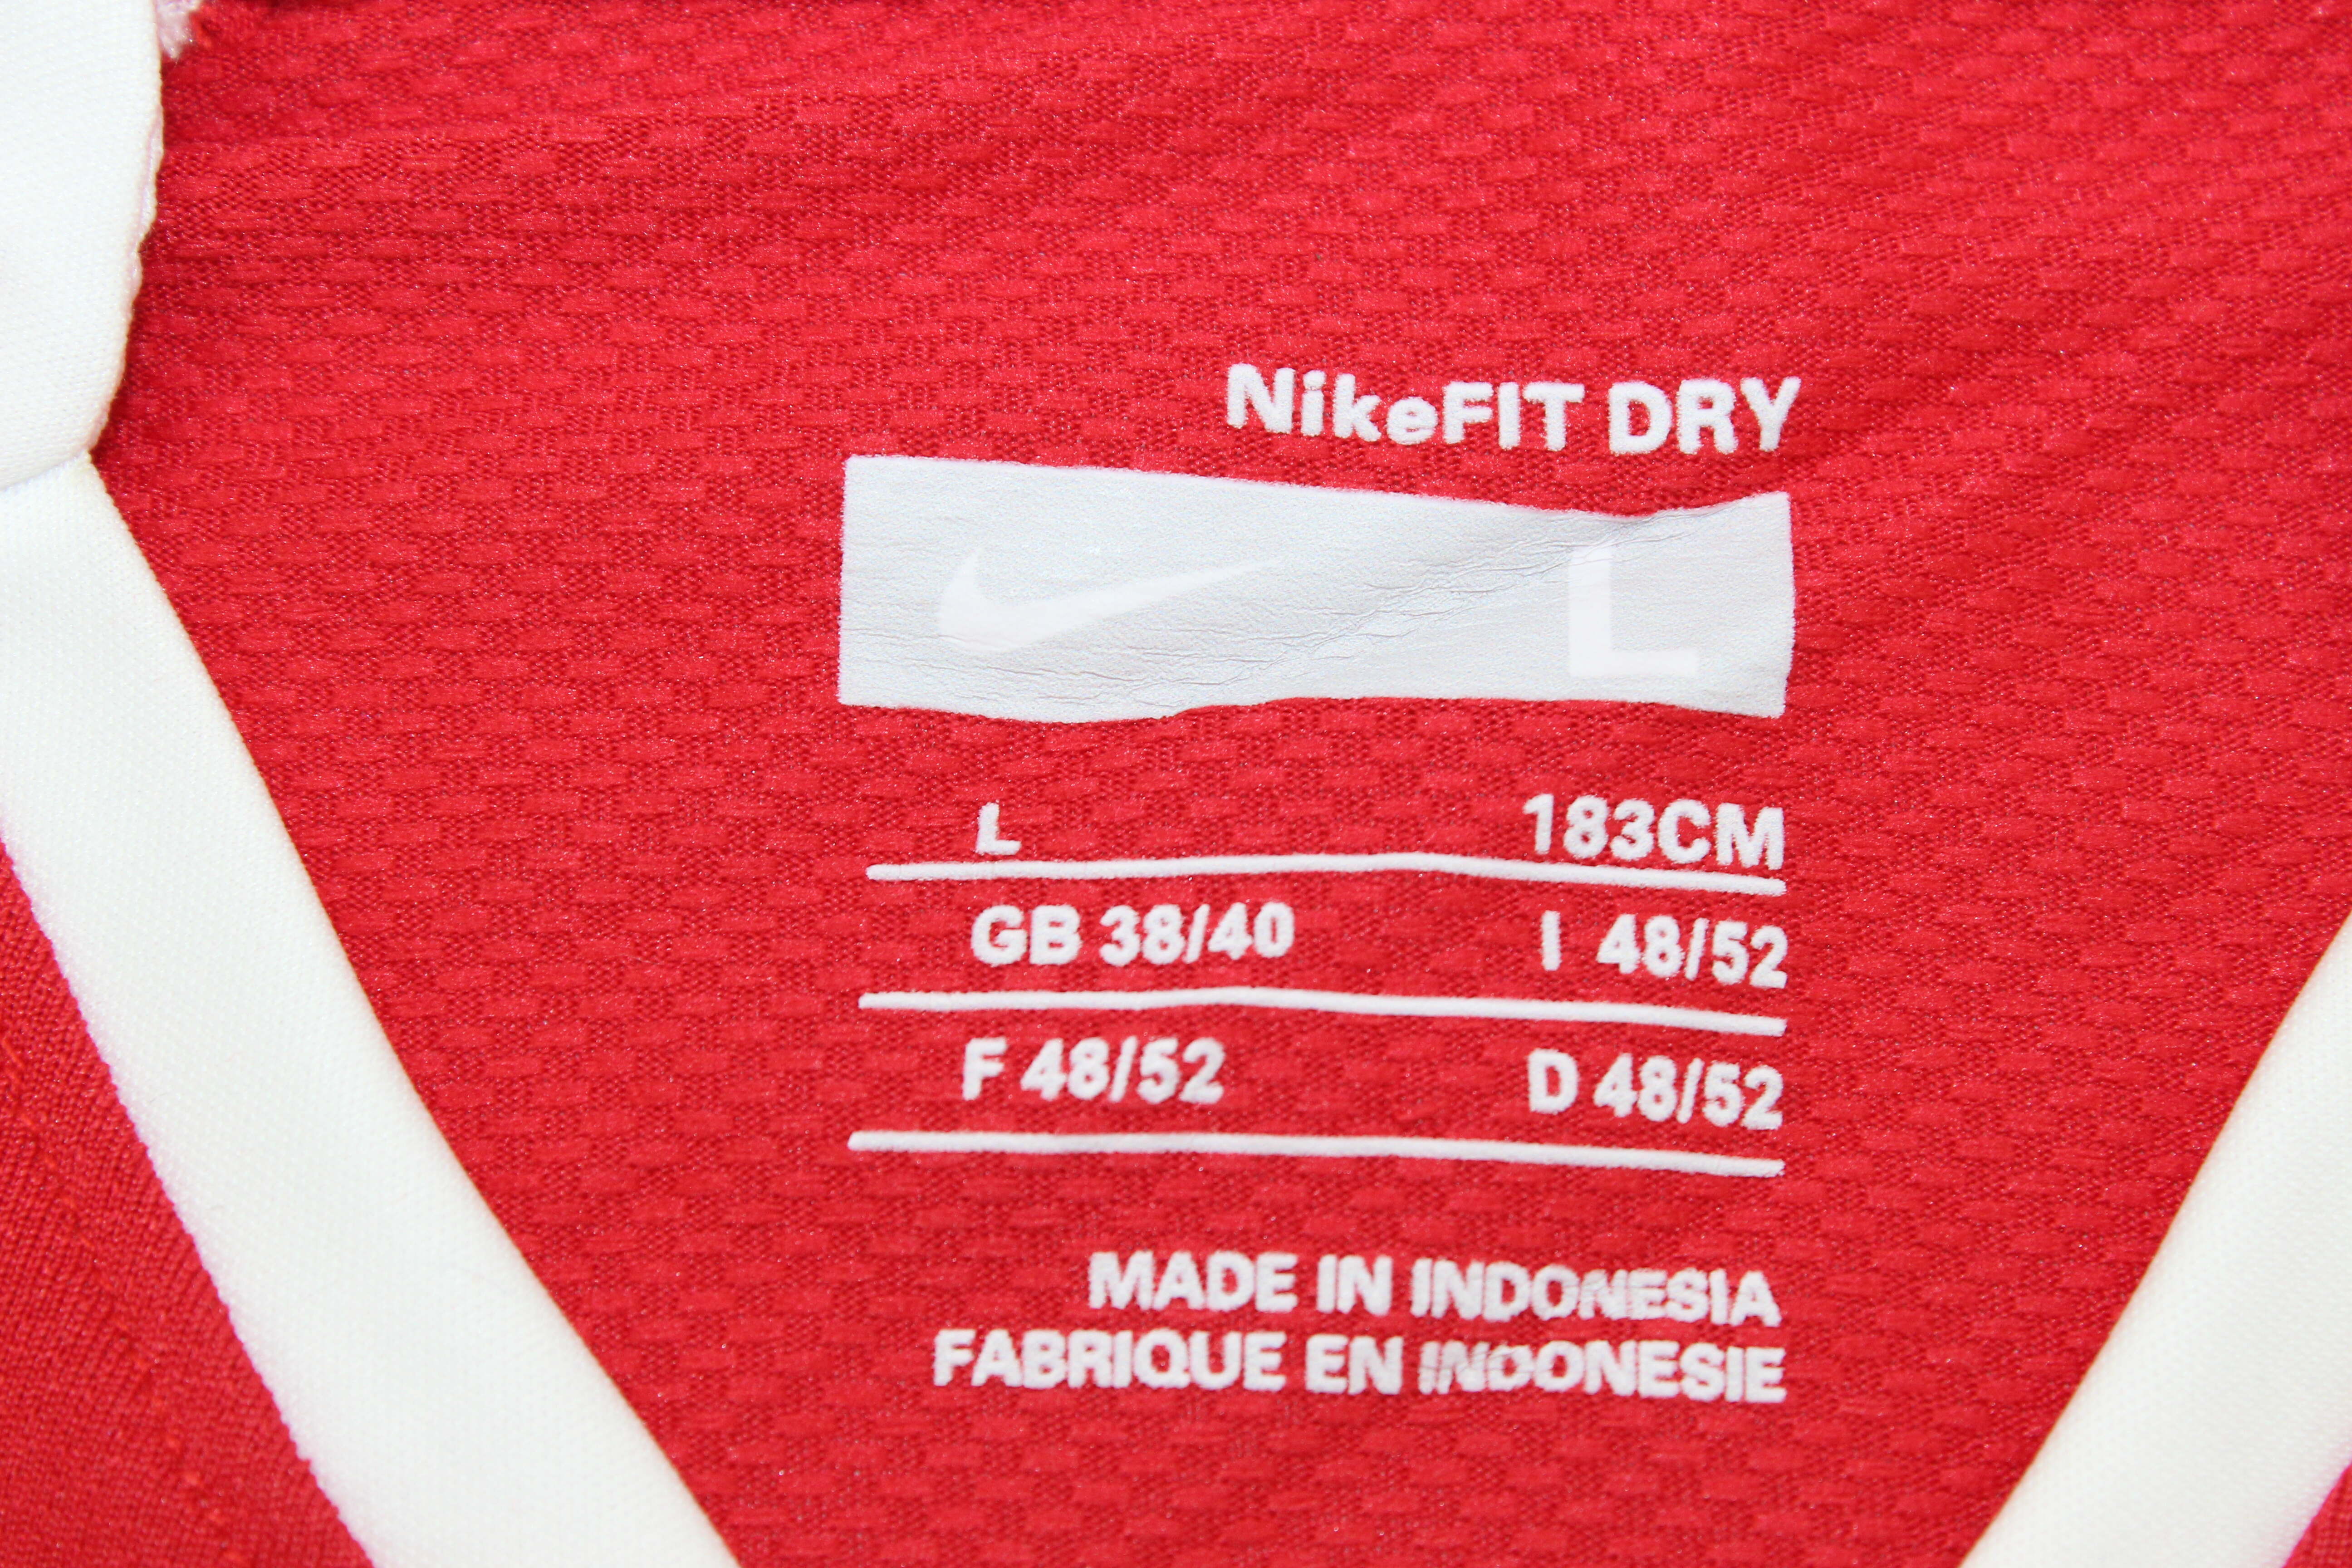 NikeFIT DRY
L
L 183CM
GB 38/40 I 48/52
F 48/52 D 48/52
MADE IN INDONESIA
FABRIQUE EN INDONESIE